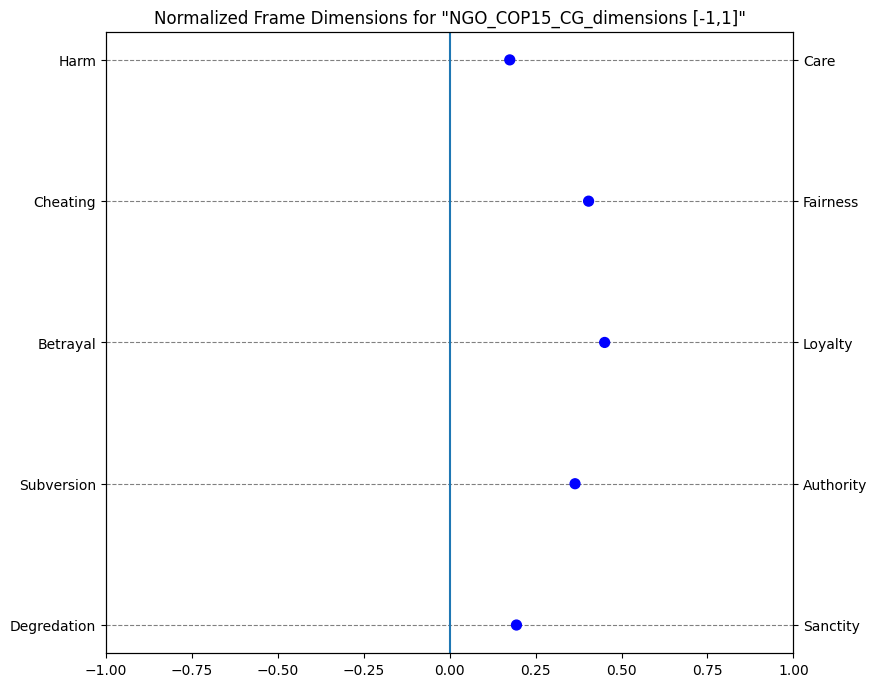 Normalized Frame Dimensions for "NGO_COP15_CG_dimensions [-1,1]"
Harm Care
Cheating Fairness
Betrayal Loyalty
Subversion Authority
Degredation Sanctity
−1.00 −0.75 −0.50 −0.25 0.00 0.25 0.50 0.75 1.00